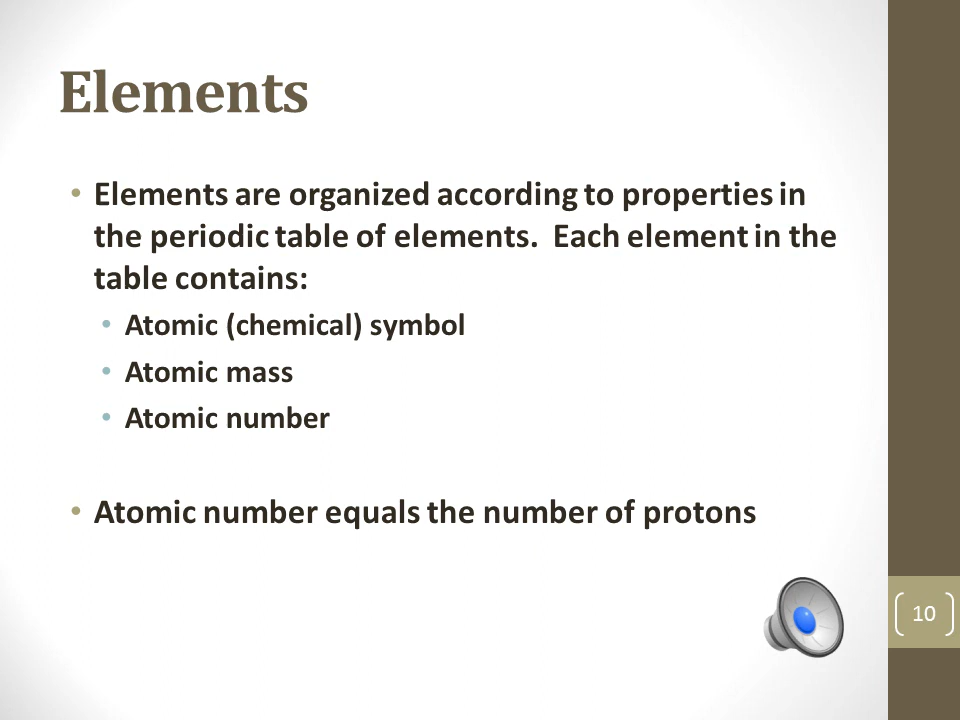 Elements
• Elements are organized according to properties in
the periodic table of elements.  Each element in the
table contains:
• Atomic (chemical) symbol
• Atomic mass
• Atomic number
• Atomic number equals the number of protons
10